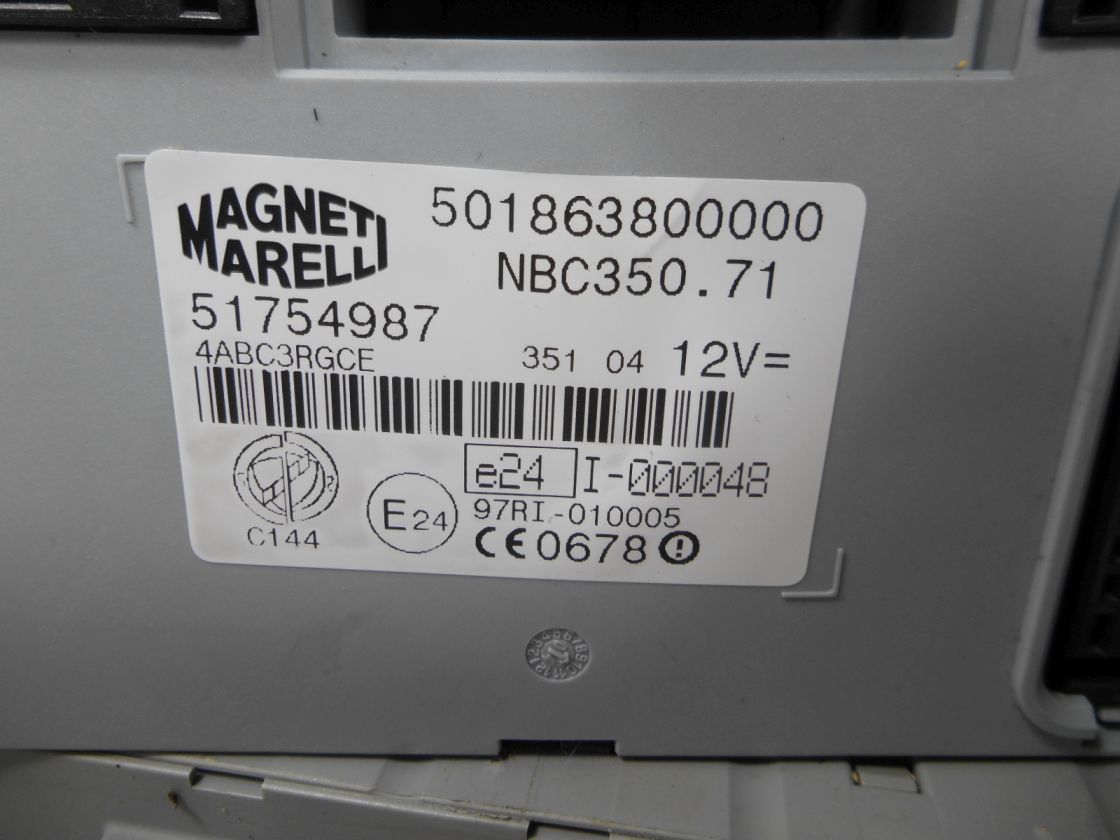 MAGNETI
MARELLI
501863800000
NBC350.71
51754987
4ABC3RGCE
351 04 12V=
e24 I-000048
E24
97RI-010005
C144
CE0678